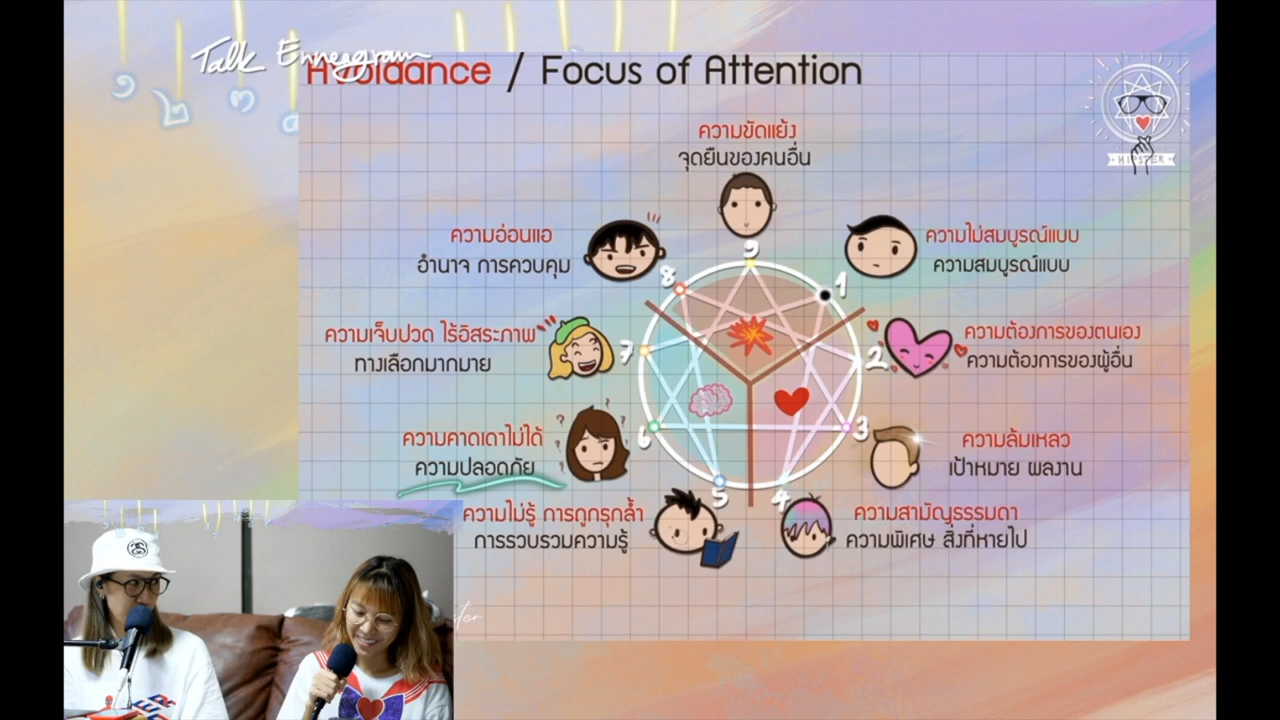 Talk Enneagram
Avoidance / Focus of Attention
๑ ๒ ๓
HIPSTER
ความขัดแย้ง
จุดยืนของคนอื่น
ความอ่อนแอ
อำนาจ การควบคุม
ความไม่สมบูรณ์แบบ
ความสมบูรณ์แบบ
9
8
1
ความเจ็บปวด ไร้อิสระภาพ
ทางเลือกมากมาย
7
2
ความต้องการของตนเอง
ความต้องการของผู้อื่น
ความคาดเดาไม่ได้
ความปลอดภัย
6
3
ความล้มเหลว
เป้าหมาย ผลงาน
5
4
ความไม่รู้ การถูกรุกล้ำ
การรวบรวมความรู้
ความสามัญธรรมดา
ความพิเศษ สิ่งที่หายไป